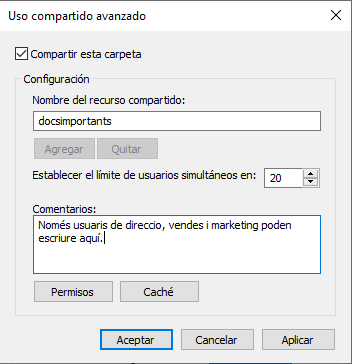 Uso compartido avanzado
Compartir esta carpeta
Configuración
Nombre del recurso compartido:
docsimportants
Agregar
Quitar
Establecer el límite de usuarios simultáneos en:
20
Comentarios:
Només usuaris de direccio, vendes i marketing poden
escriure aquí.
Permisos
Caché
Aceptar
Cancelar
Aplicar